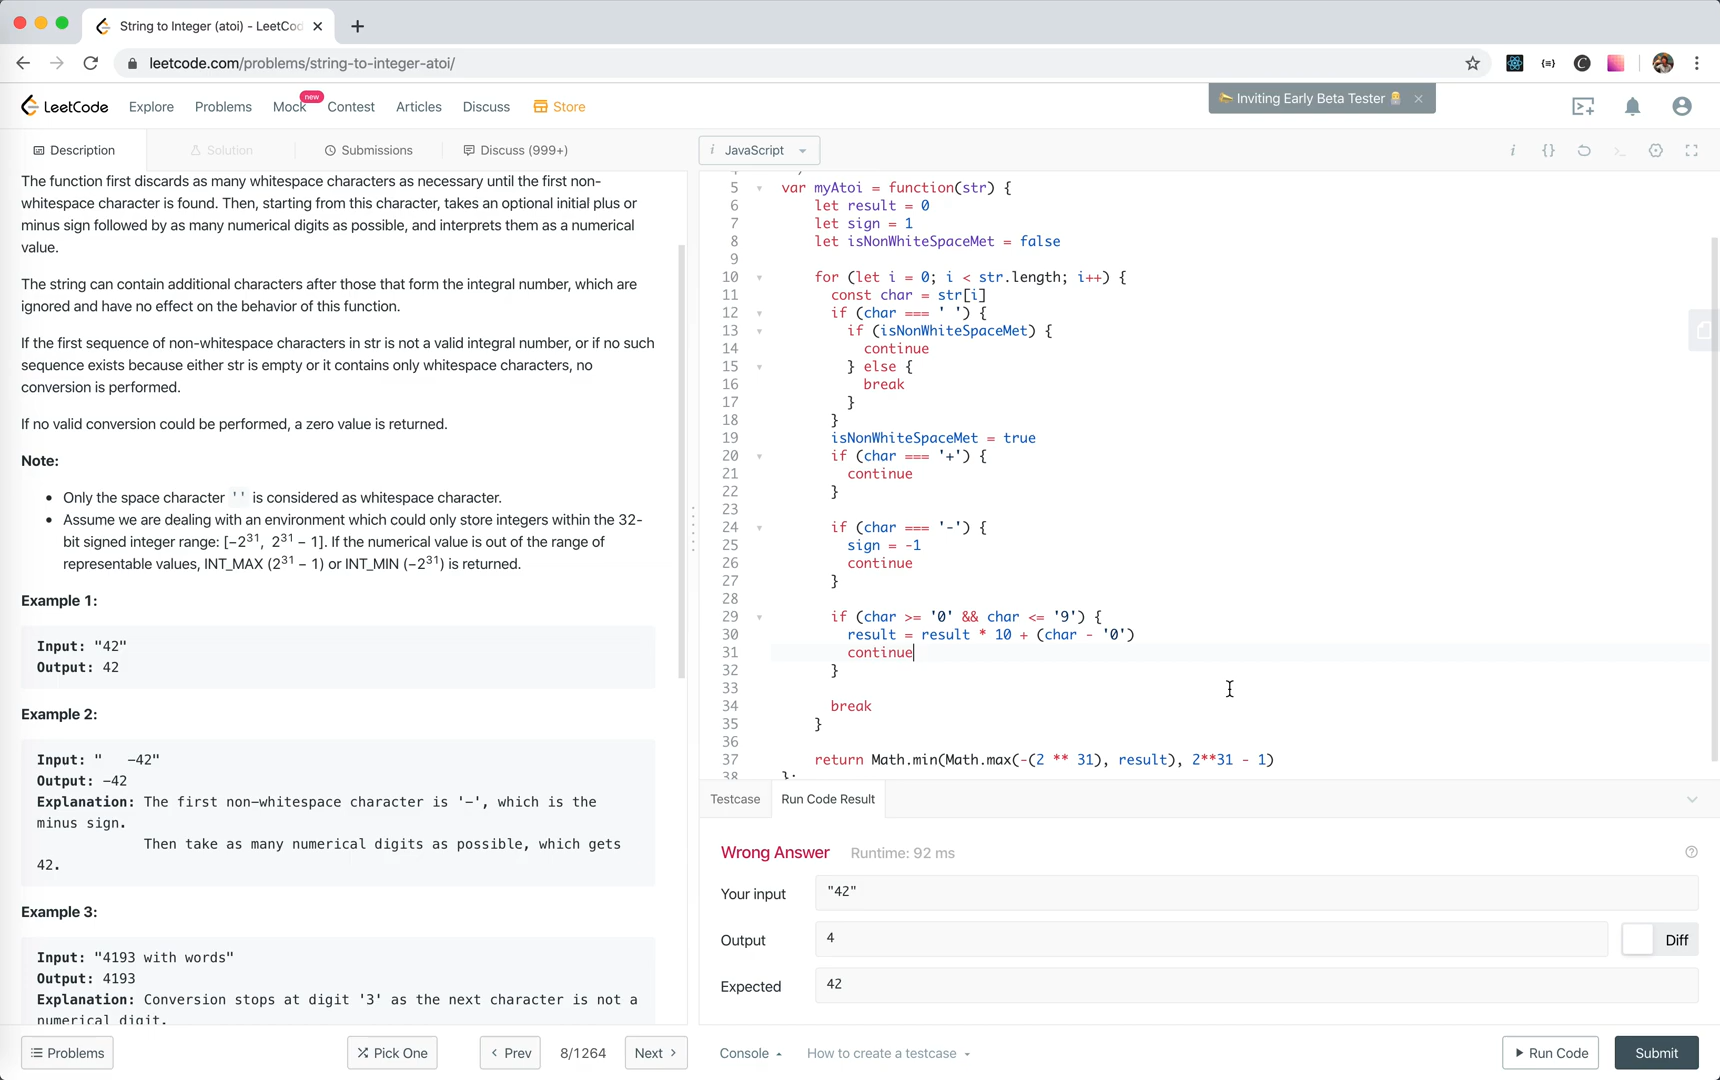 String to Integer (atoi) - LeetCod
leetcode.com/problems/string-to-integer-atoi/
LeetCode Explore Problems Mock new Contest Articles Discuss Store
Inviting Early Beta Tester
Description Solution Submissions Discuss (999+)
The function first discards as many whitespace characters as necessary until the first non-
whitespace character is found. Then, starting from this character, takes an optional initial plus or
minus sign followed by as many numerical digits as possible, and interprets them as a numerical
value.
The string can contain additional characters after those that form the integral number, which are
ignored and have no effect on the behavior of this function.
If the first sequence of non-whitespace characters in str is not a valid integral number, or if no such
sequence exists because either str is empty or it contains only whitespace characters, no
conversion is performed.
If no valid conversion could be performed, a zero value is returned.
Note:
• Only the space character ' ' is considered as whitespace character.
• Assume we are dealing with an environment which could only store integers within the 32-
bit signed integer range: [−2³¹, 2³¹ − 1]. If the numerical value is out of the range of
representable values, INT_MAX (2³¹ − 1) or INT_MIN (−2³¹) is returned.
Example 1:
Input: "42"
Output: 42
Example 2:
Input: "   -42"
Output: -42
Explanation: The first non-whitespace character is '-', which is the
minus sign.
Then take as many numerical digits as possible, which gets
42.
Example 3:
Input: "4193 with words"
Output: 4193
Explanation: Conversion stops at digit '3' as the next character is not a
numerical digit.
Problems Pick One Prev 8/1264 Next
i JavaScript
5 var myAtoi = function(str) {
6 let result = 0
7 let sign = 1
8 let isNonWhiteSpaceMet = false
9
10 for (let i = 0; i < str.length; i++) {
11 const char = str[i]
12 if (char === ' ') {
13 if (isNonWhiteSpaceMet) {
14 continue
15 } else {
16 break
17 }
18 }
19 isNonWhiteSpaceMet = true
20 if (char === '+') {
21 continue
22 }
23
24 if (char === '-') {
25 sign = -1
26 continue
27 }
28
29 if (char >= '0' && char <= '9') {
30 result = result * 10 + (char - '0')
31 continue
32 }
33
34 break
35 }
36
37 return Math.min(Math.max(-(2 ** 31), result), 2**31 - 1)
38 };
Testcase Run Code Result
Wrong Answer Runtime: 92 ms
Your input "42"
Output 4 Diff
Expected 42
Console How to create a testcase Run Code Submit